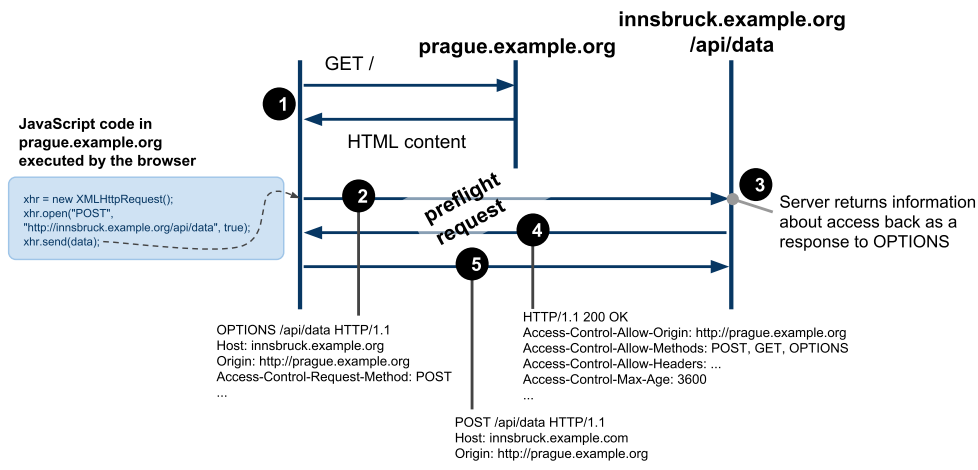 innsbruck.example.org
/api/data
prague.example.org
GET /
1
HTML content
JavaScript code in
prague.example.org
executed by the browser
xhr = new XMLHttpRequest();
xhr.open("POST",
"http://innsbruck.example.org/api/data", true);
xhr.send(data);
2
preflight
request
3
Server returns information
about access back as a
response to OPTIONS
4
5
OPTIONS /api/data HTTP/1.1
Host: innsbruck.example.org
Origin: http://prague.example.org
Access-Control-Request-Method: POST
...
HTTP/1.1 200 OK
Access-Control-Allow-Origin: http://prague.example.org
Access-Control-Allow-Methods: POST, GET, OPTIONS
Access-Control-Allow-Headers: ...
Access-Control-Max-Age: 3600
...
POST /api/data HTTP/1.1
Host: innsbruck.example.com
Origin: http://prague.example.org